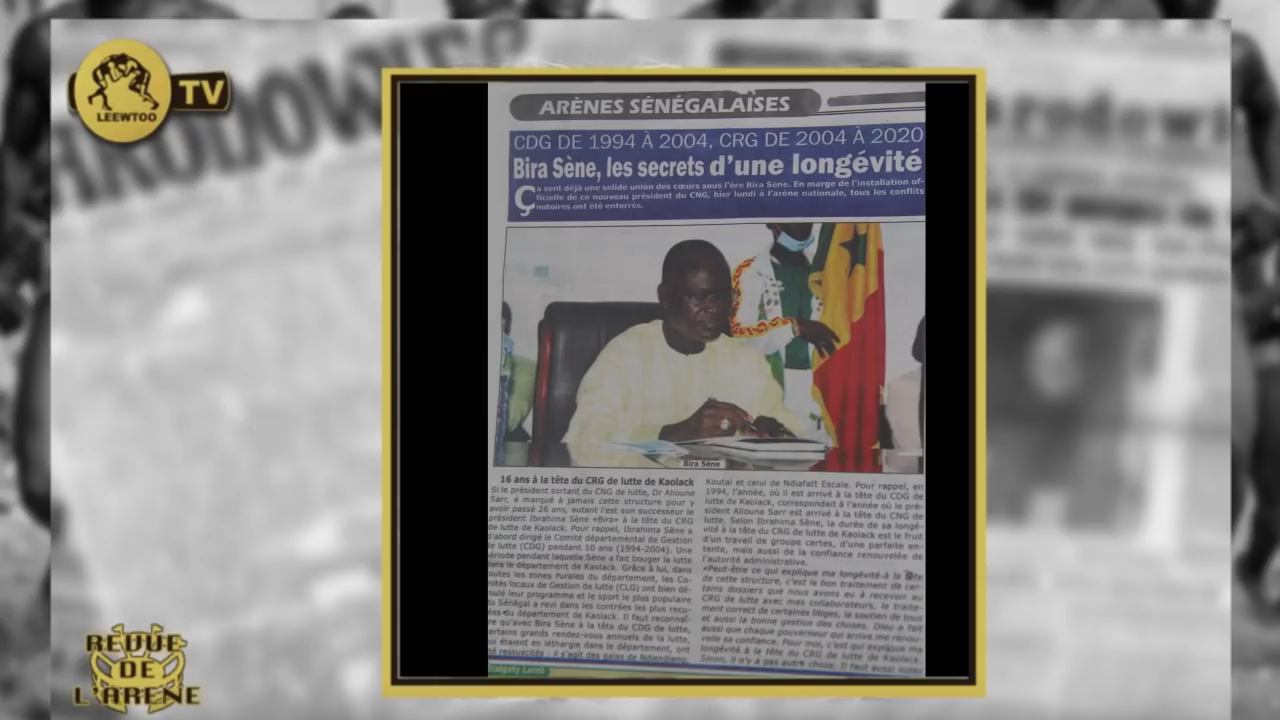 LEEWTOO
TV
ARÈNES SÉNÉGALAISES
CDG DE 1994 À 2004, CRG DE 2004 À 2020
Bira Sène, les secrets d'une longévité
Ça sent déjà une solide union des cœurs sous l'ère Bira Sène. En marge de l'installation of-
ficielle de ce nouveau président du CNG, hier lundi à l'arène nationale, tous les conflits
notoires ont été enterrés.
Bira Sène
16 ans à la tête du CRG de lutte de Kaolack
Si le président sortant du CNG de lutte, Dr Alioune
Sarr, a marqué à jamais cette structure pour y
avoir passé 26 ans, autant l'est son successeur le
président Ibrahima Sène «Bira» à la tête du CRG
de lutte de Kaolack. Pour rappel, Ibrahima Sène a
d'abord dirigé le Comité départemental de Gestion
de lutte (CDG) pendant 10 ans (1994-2004). Une
période pendant laquelle Sène a fait bouger la lutte
dans le département de Kaolack. Grâce à lui, dans
toutes les zones rurales du département, les Co-
mités locaux de Gestion de lutte (CLG) ont bien dé-
roulé leur programme et le sport le plus populaire
du Sénégal a revi dans les contrées les plus recu-
lées du département de Kaolack. Il faut reconnaî-
re qu'avec Bira Sène à la tête du CDG de lutte,
certains grands rendez-vous annuels de la lutte,
qui étaient en léthargie dans le département, ont
été ressuscités : il s'agit des galas de Ndiendieng,
Koutal et celui de Ndiafatt Escale. Pour rappel, en
1994, l'année, où il est arrivé à la tête du CDG de
lutte de Kaolack, correspondait à l'année où le pré-
sident Alioune Sarr est arrivé à la tête du CNG de
lutte. Selon Ibrahima Sène, la durée de sa longé-
vité à la tête du CRG de lutte de Kaolack est le fruit
d'un travail de groupe certes, d'une parfaite en-
tente, mais aussi de la confiance renouvelée de
l'autorité administrative.
«Peut-être ce qui explique ma longévité à la tête
de cette structure, c'est le bon traitement de cer-
tains dossiers que nous avons eu à recevoir au
CRG de lutte avec mes collaborateurs, le traite-
ment correct de certaines litiges, le soutien de tous
et aussi la bonne gestion des choses. Dieu a fait
aussi que chaque gouverneur qui arrive me renou-
velle sa confiance. Pour moi, c'est qui explique ma
longévité à la tête du CRG de lutte de Kaolack.
Sinon, il n'y a pas autre chose. Il faut aussi noter
REVUE
DE
L'ARENE